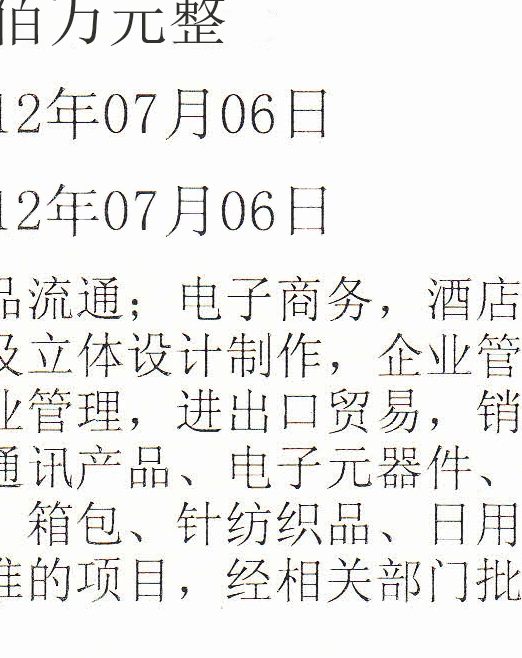 佰万元整
12年07月06日
12年07月06日
品流通；电子商务，酒店
及立体设计制作，企业管
业管理，进出口贸易，销
通讯产品、电子元器件、
箱包、针纺织品、日用
准的项目，经相关部门批